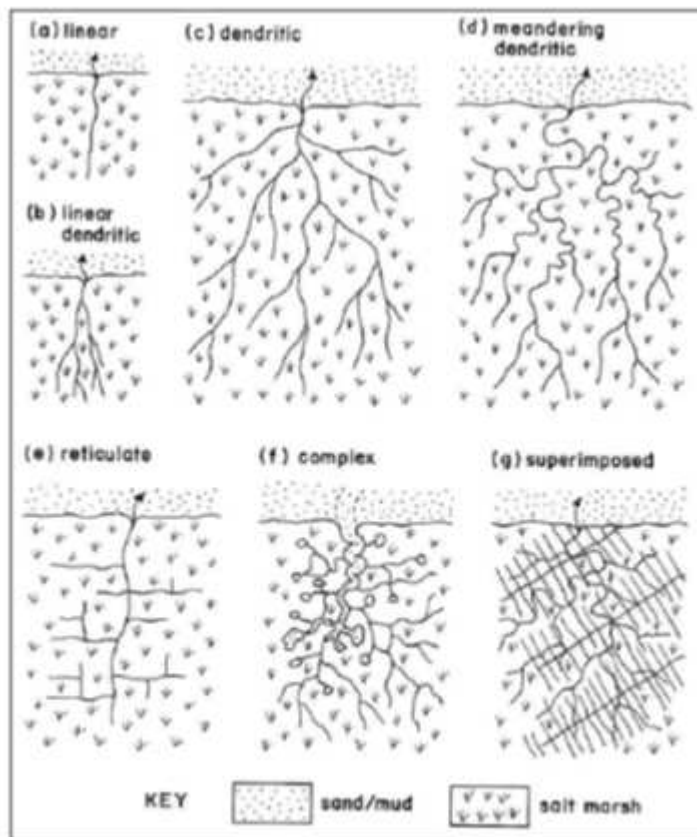 (a) linear
(c) dendritic
(d) meandering
dendritic
(b) linear
dendritic
(e) reticulate
(f) complex
(g) superimposed
KEY
sand/mud
salt marsh